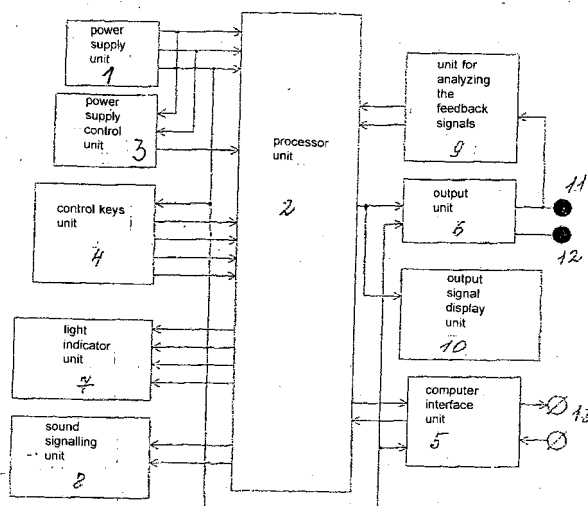 power
supply
unit
1
power
supply
control
unit
3
control keys
unit
4
light
indicator
unit
7
sound
signalling
unit
8
processor
unit
2
unit for
analyzing
the
feedback
signals
9
output
unit
6
11
12
output
signal
display
unit
10
computer
interface
unit
5
13